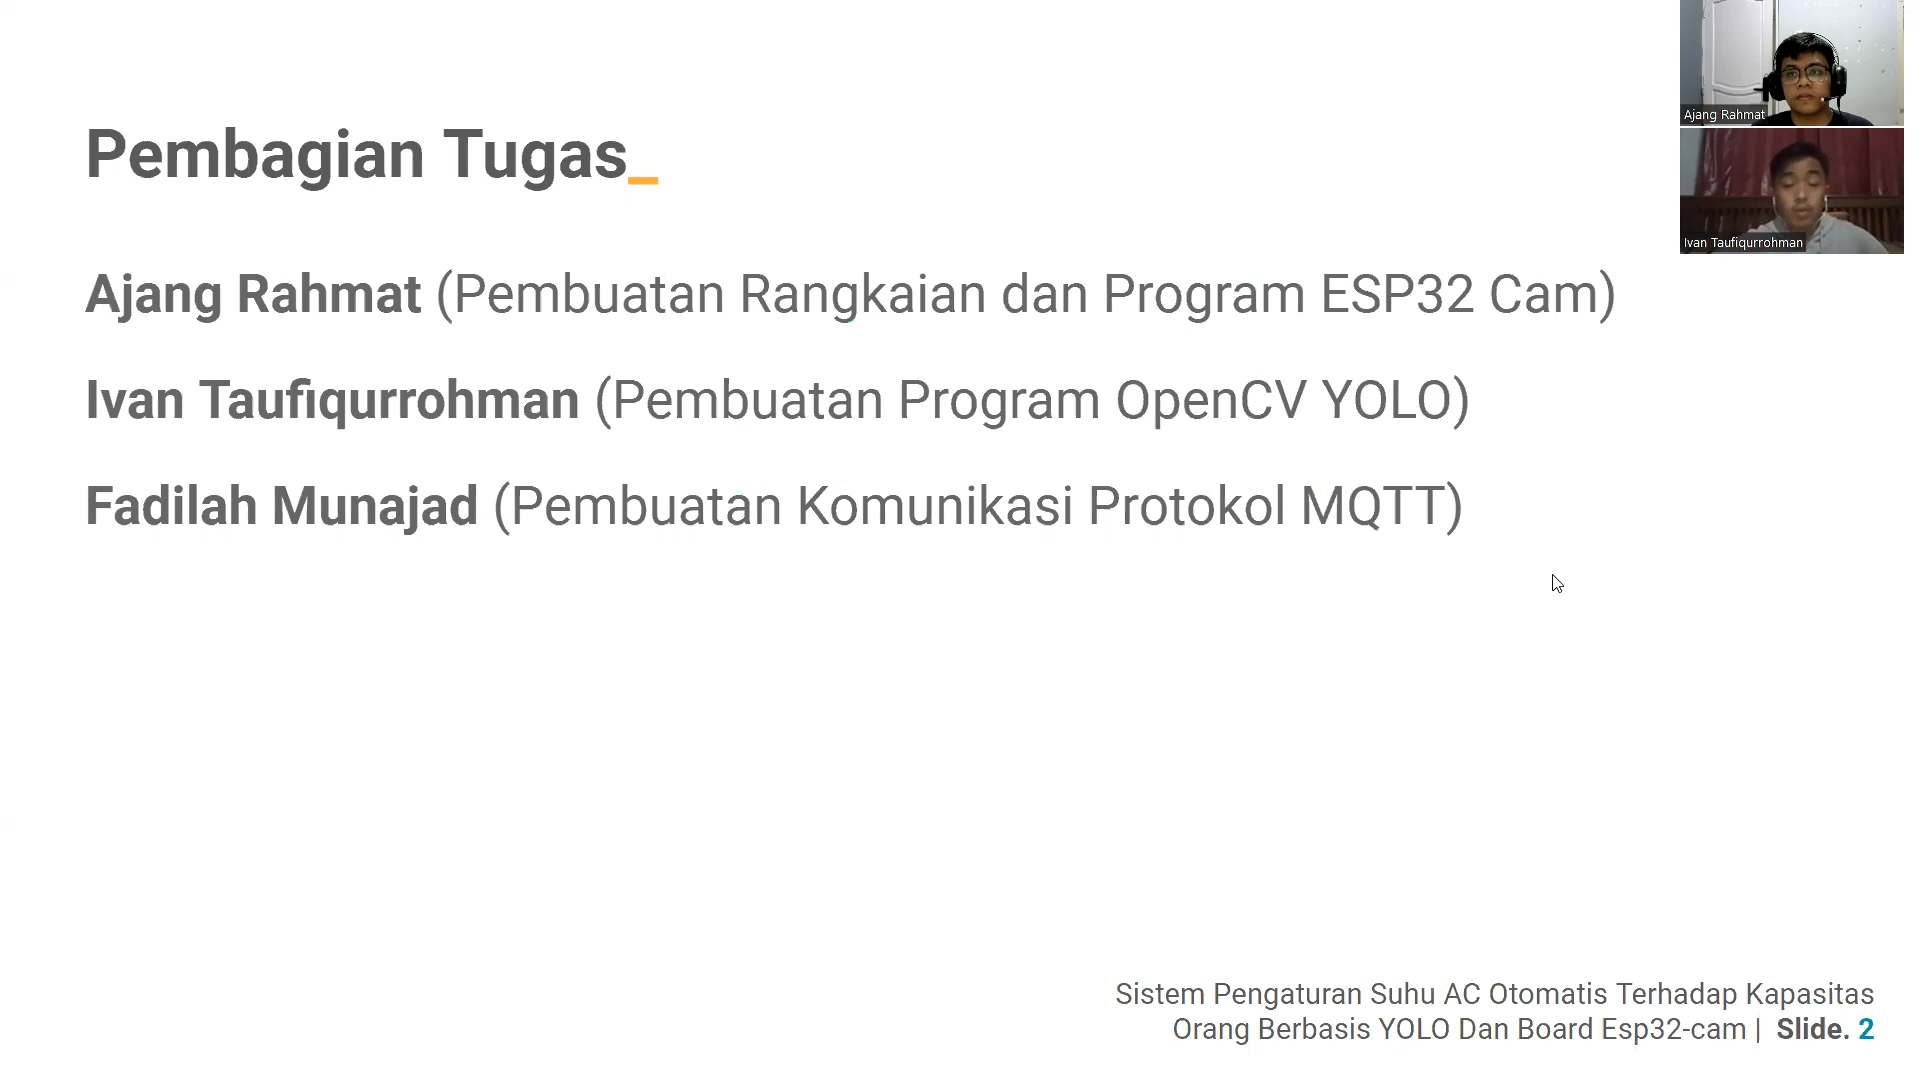 Pembagian Tugas_
Ajang Rahmat (Pembuatan Rangkaian dan Program ESP32 Cam)
Ivan Taufiqurrohman (Pembuatan Program OpenCV YOLO)
Fadilah Munajad (Pembuatan Komunikasi Protokol MQTT)
Ajang Rahmat
Ivan Taufiqurrohman
Sistem Pengaturan Suhu AC Otomatis Terhadap Kapasitas
Orang Berbasis YOLO Dan Board Esp32-cam | Slide. 2